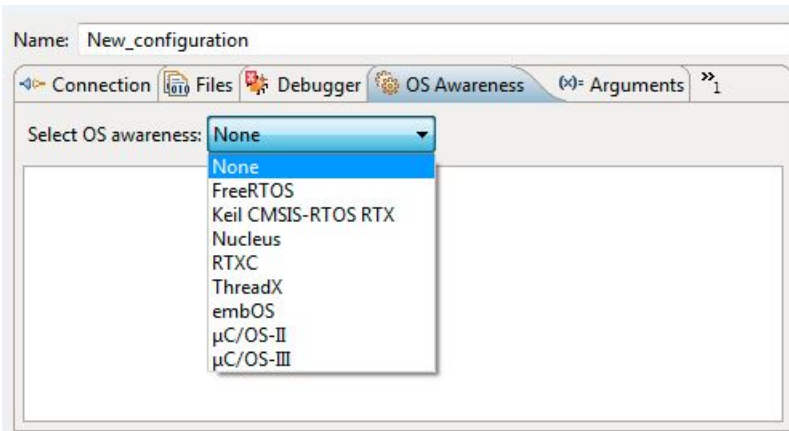 Name: New_configuration
Connection Files Debugger OS Awareness (x)= Arguments »1
Select OS awareness: None
None
FreeRTOS
Keil CMSIS-RTOS RTX
Nucleus
RTXC
ThreadX
embOS
µC/OS-II
µC/OS-III